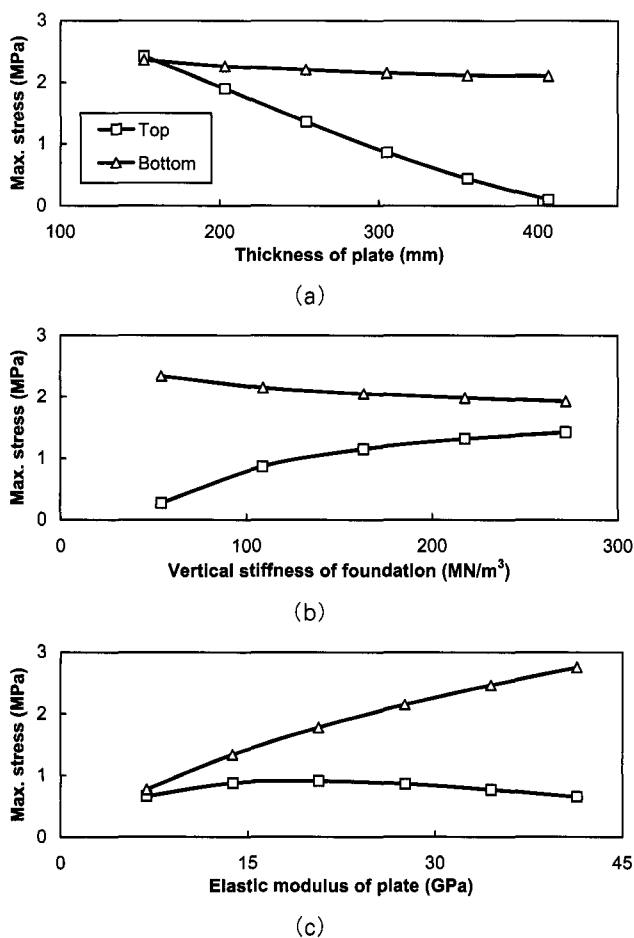 3
2
1
0
Max. stress (MPa)
Top
Bottom
100 200 300 400
Thickness of plate (mm)
(a)
3
2
1
0
Max. stress (MPa)
0 100 200 300
Vertical stiffness of foundation (MN/m³)
(b)
3
2
1
0
Max. stress (MPa)
0 15 30 45
Elastic modulus of plate (GPa)
(c)